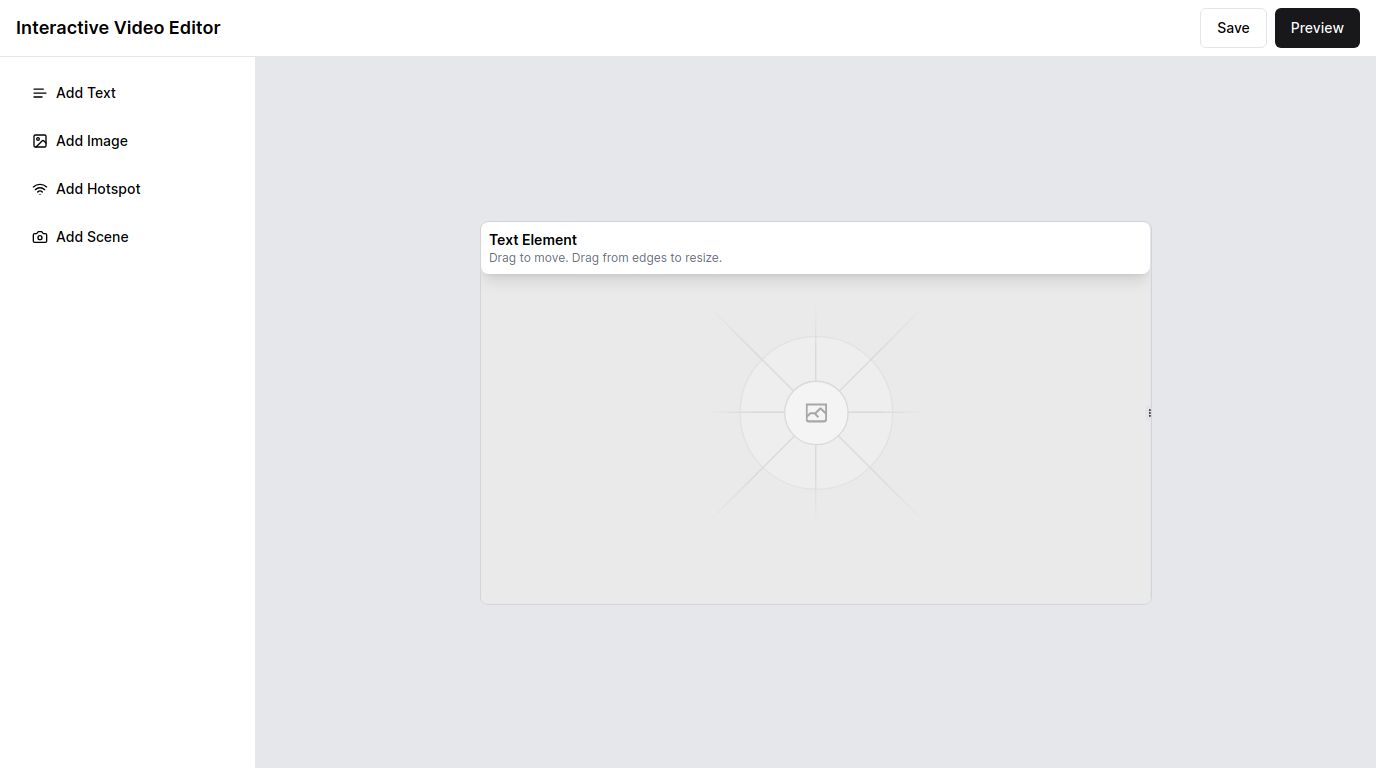 Interactive Video Editor
Save
Preview
Add Text
Add Image
Add Hotspot
Add Scene
Text Element
Drag to move. Drag from edges to resize.